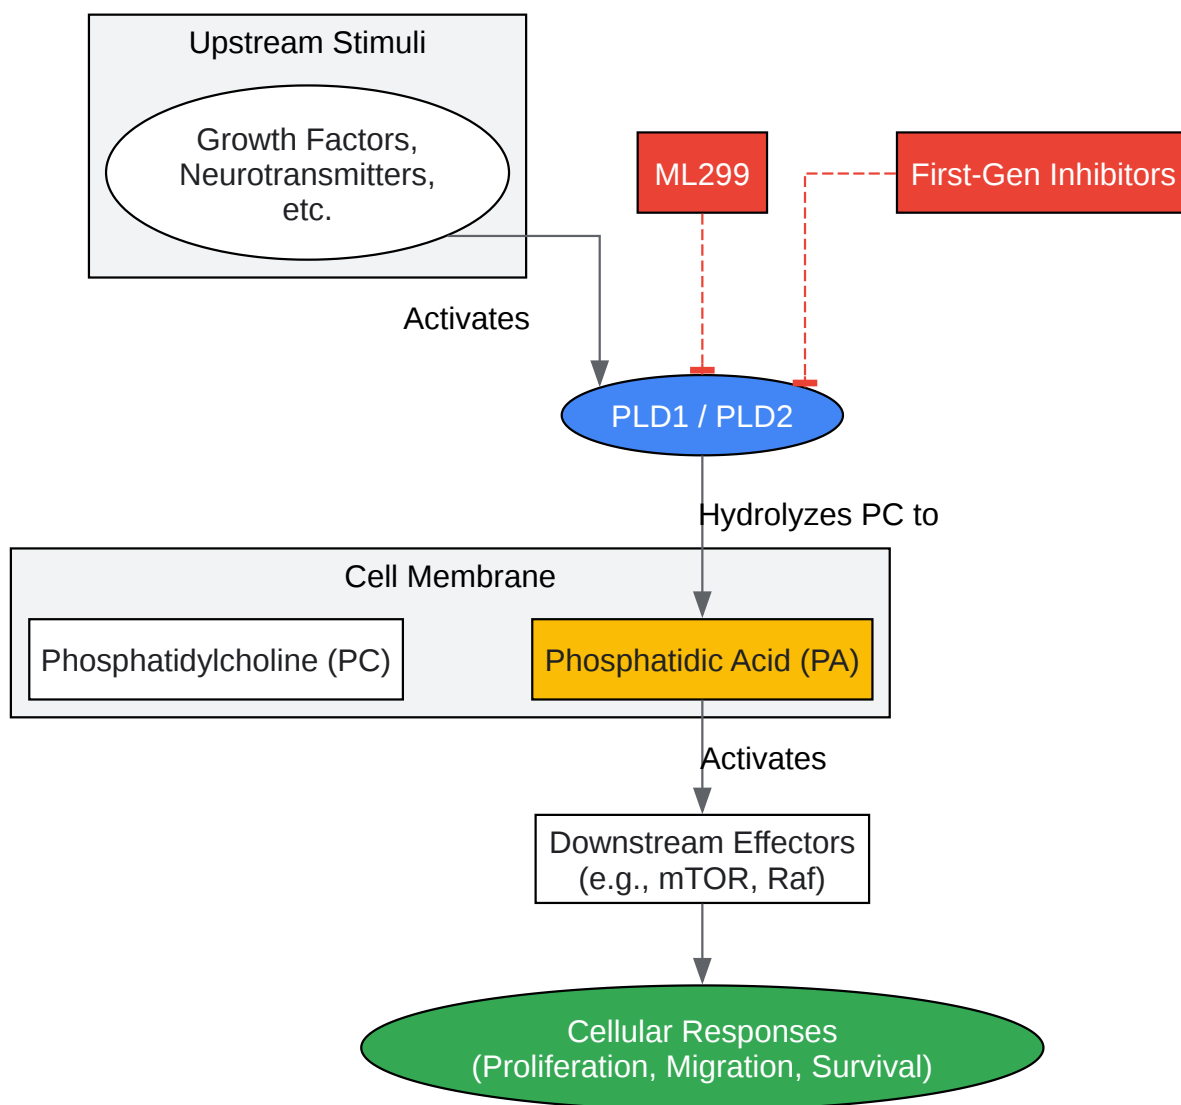 Upstream Stimuli
Growth Factors,
Neurotransmitters,
etc.
ML299
First-Gen Inhibitors
Activates
PLD1 / PLD2
Hydrolyzes PC to
Cell Membrane
Phosphatidylcholine (PC)
Phosphatidic Acid (PA)
Activates
Downstream Effectors
(e.g., mTOR, Raf)
Cellular Responses
(Proliferation, Migration, Survival)